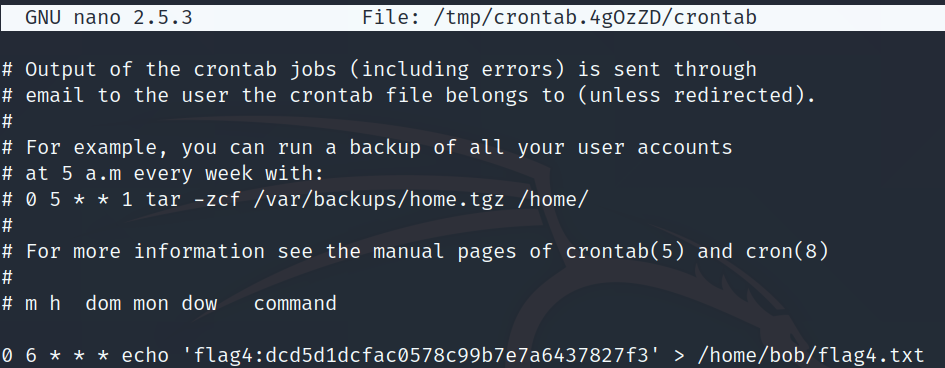 GNU nano 2.5.3 File: /tmp/crontab.4gOzZD/crontab
# Output of the crontab jobs (including errors) is sent through
# email to the user the crontab file belongs to (unless redirected).
#
# For example, you can run a backup of all your user accounts
# at 5 a.m every week with:
# 0 5 * * 1 tar -zcf /var/backups/home.tgz /home/
#
# For more information see the manual pages of crontab(5) and cron(8)
#
# m h  dom mon dow   command
0 6 * * * echo 'flag4:dcd5d1dcfac0578c99b7e7a6437827f3' > /home/bob/flag4.txt